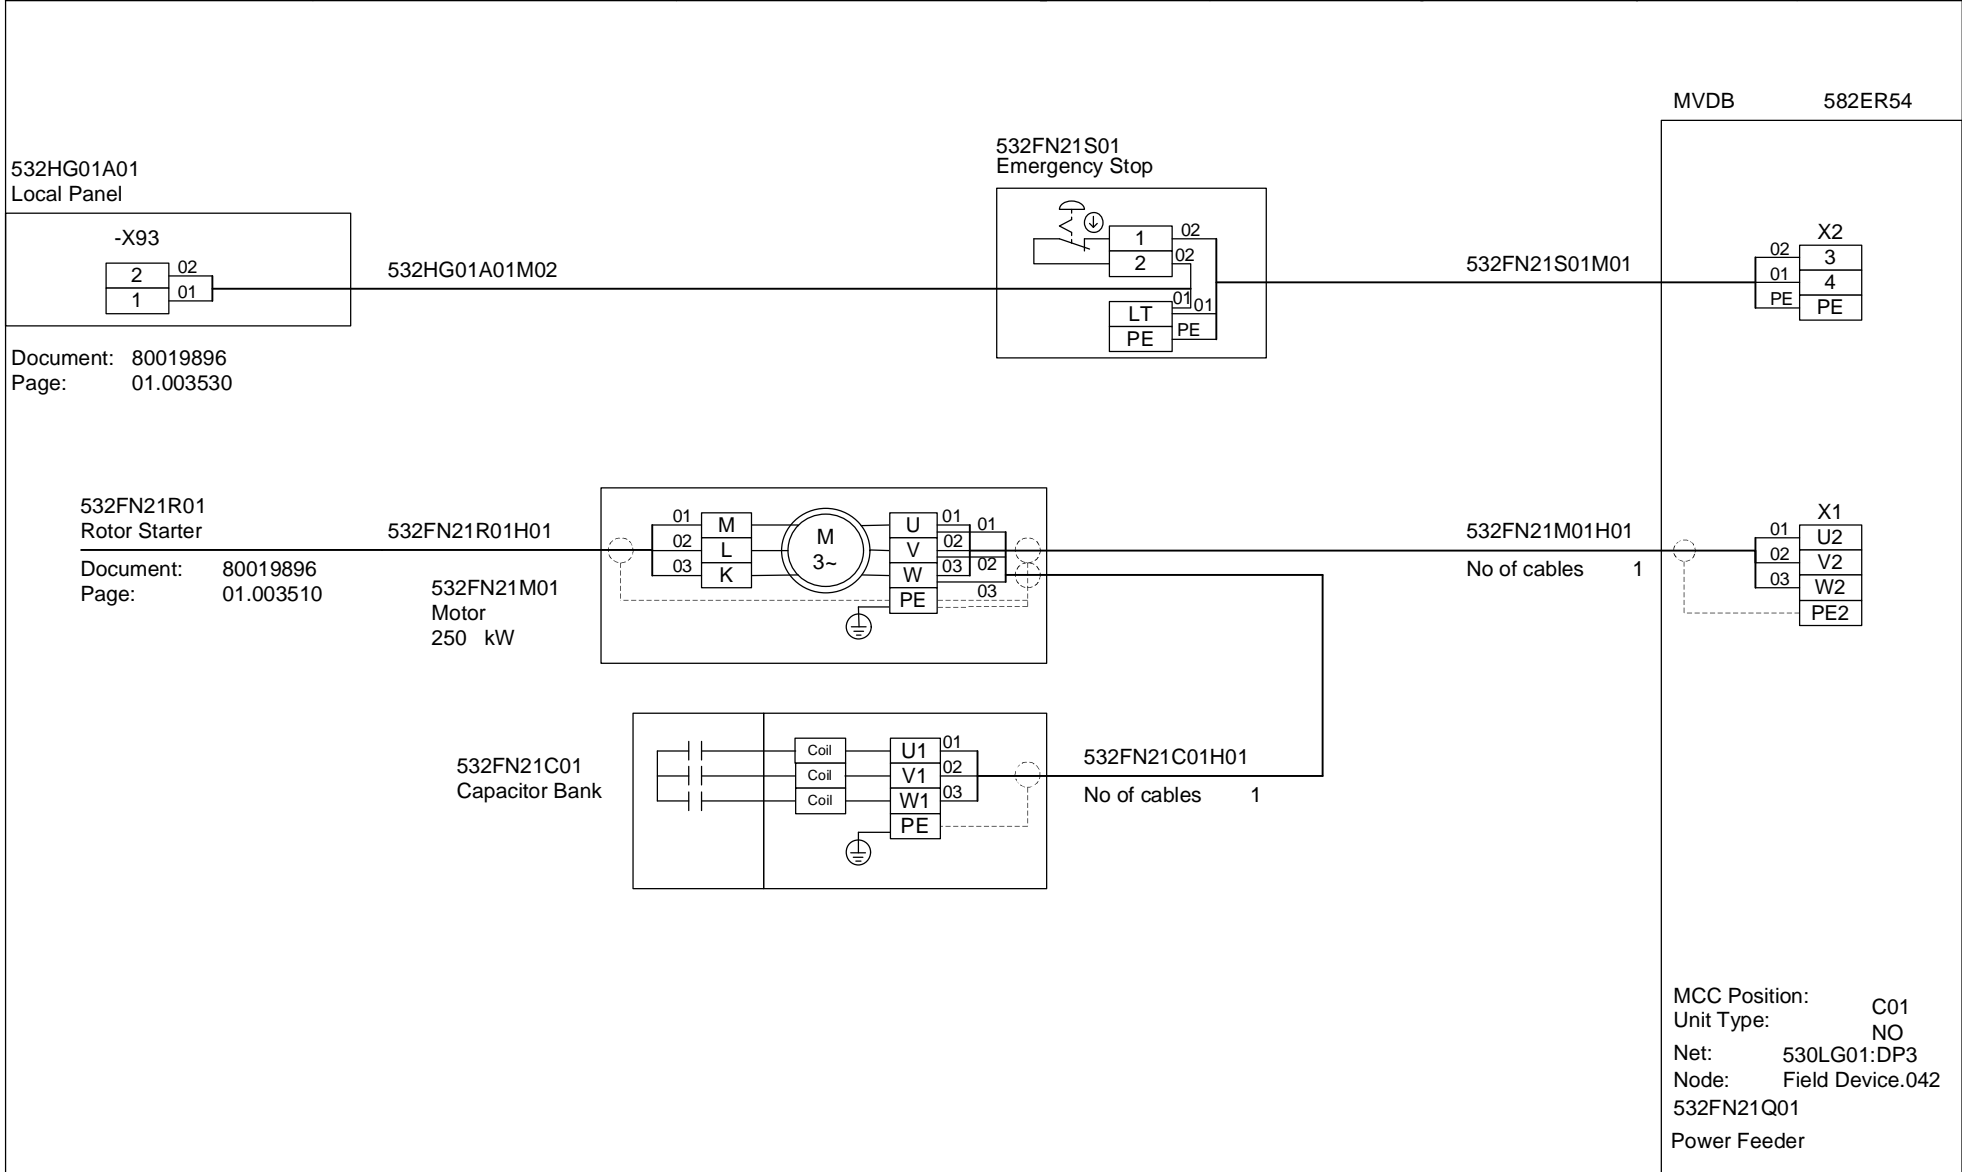 MVDB 582ER54
532HG01A01
Local Panel
-X93
2 02
1 01
532HG01A01M02
Document: 80019896
Page: 01.003530
532FN21S01
Emergency Stop
1 02
2 02
01
LT 01
PE PE
532FN21S01M01
X2
02 3
01 4
PE PE
532FN21R01
Rotor Starter
Document: 80019896
Page: 01.003510
532FN21R01H01
532FN21M01
Motor
250 kW
01 M
02 L
03 K
M
3~
U 01 01
V 02
W 03 02
PE 03
532FN21M01H01
No of cables 1
X1
01 U2
02 V2
03 W2
PE2
532FN21C01
Capacitor Bank
Coil U1 01
Coil V1 02
Coil W1 03
PE
532FN21C01H01
No of cables 1
MCC Position: C01
Unit Type: NO
Net: 530LG01:DP3
Node: Field Device.042
532FN21Q01
Power Feeder